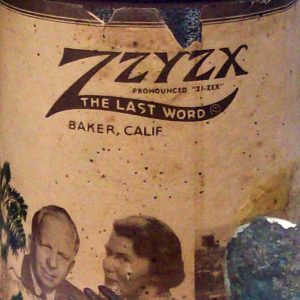 ZZYZX
PRONOUNCED "ZI-ZEX"
THE LAST WORD ©
BAKER, CALIF.